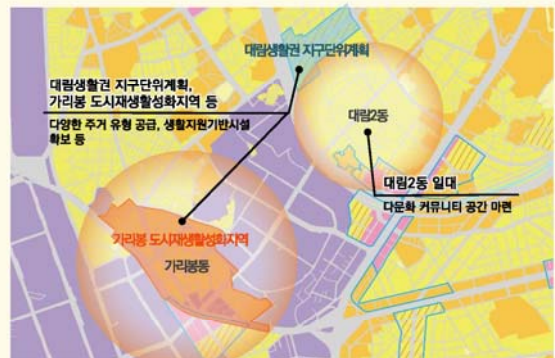 대림생활권 지구단위계획
대림생활권 지구단위계획,
가리봉 도시재생활성화지역 등
다양한 주거 유형 공급, 생활지원기반시설
확보 등
대림2동
대림2동 일대
다문화 커뮤니티 공간 마련
가리봉 도시재생활성화지역
가리봉동